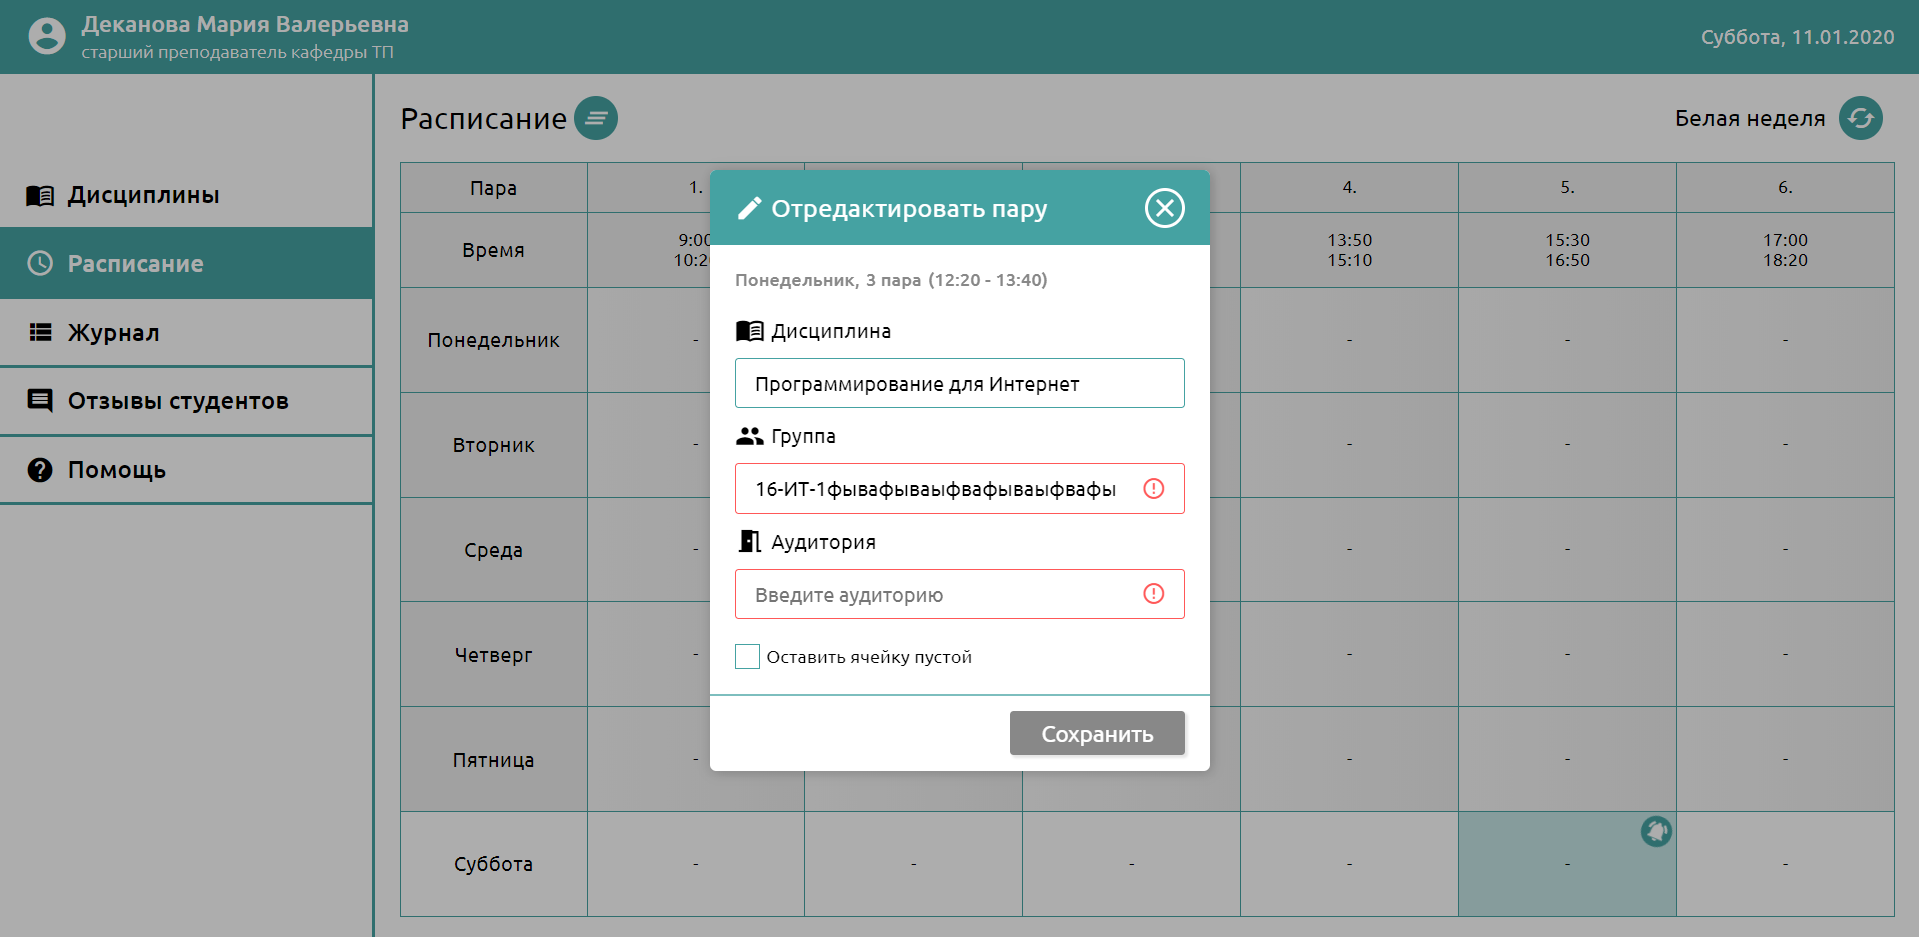 Деканова Мария Валерьевна
старший преподаватель кафедры ТП
Суббота, 11.01.2020
Дисциплины
Расписание
Журнал
Отзывы студентов
Помощь
Расписание
Белая неделя
Пара
1.
4.
5.
6.
Время
9:00
13:50
15:10
15:30
16:50
17:00
18:20
Понедельник
-
-
-
-
Вторник
-
-
-
-
Среда
-
-
-
-
Четверг
-
-
-
-
Пятница
-
-
-
-
Суббота
-
-
-
-
-
-
Отредактировать пару
Понедельник, 3 пара (12:20 - 13:40)
Дисциплина
Программирование для Интернет
Группа
16-ИТ-1фывафываыфвафываыфвафы
Аудитория
Введите аудиторию
Оставить ячейку пустой
Сохранить